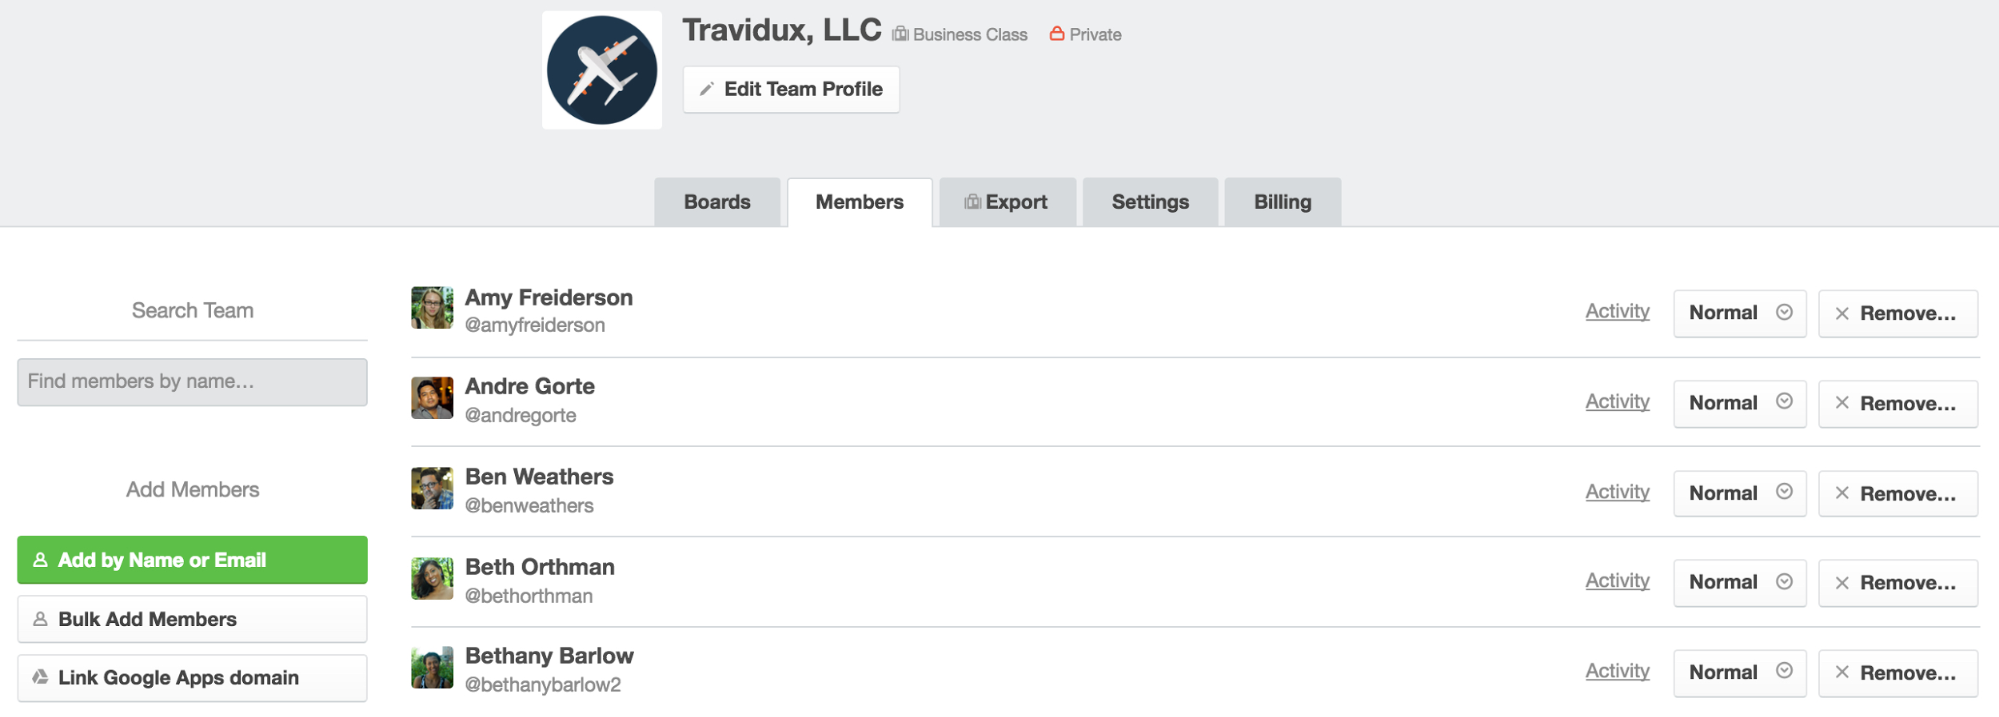 Travidux, LLC Business Class Private
Edit Team Profile
Boards Members Export Settings Billing
Search Team
Find members by name…
Add Members
Add by Name or Email
Bulk Add Members
Link Google Apps domain
Amy Freiderson
@amyfreiderson
Activity Normal Remove…
Andre Gorte
@andregorte
Activity Normal Remove…
Ben Weathers
@benweathers
Activity Normal Remove…
Beth Orthman
@bethorthman
Activity Normal Remove…
Bethany Barlow
@bethanybarlow2
Activity Normal Remove…